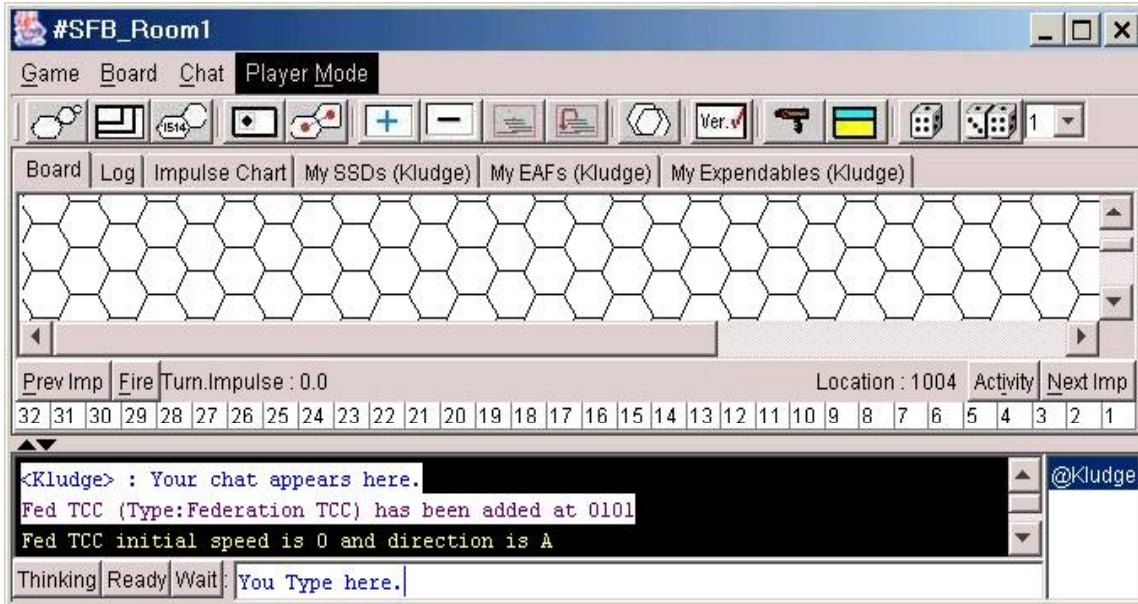 #SFB_Room1
Game Board Chat Player Mode
1514 Ver. 1
Board Log Impulse Chart My SSDs (Kludge) My EAFs (Kludge) My Expendables (Kludge)
Prev Imp Fire Turn.Impulse : 0.0 Location : 1004 Activity Next Imp
32 31 30 29 28 27 26 25 24 23 22 21 20 19 18 17 16 15 14 13 12 11 10 9 8 7 6 5 4 3 2 1
<Kludge> : Your chat appears here. @Kludge
Fed TCC (Type:Federation TCC) has been added at 0101
Fed TCC initial speed is 0 and direction is A
Thinking Ready Wait : You Type here.